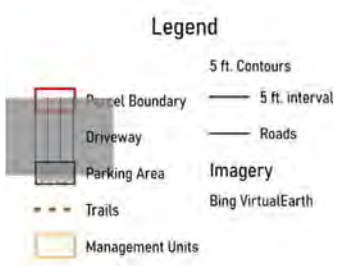 Legend
Parcel Boundary
Driveway
Parking Area
Trails
Management Units
5 ft. Contours
5 ft. interval
Roads
Imagery
Bing VirtualEarth